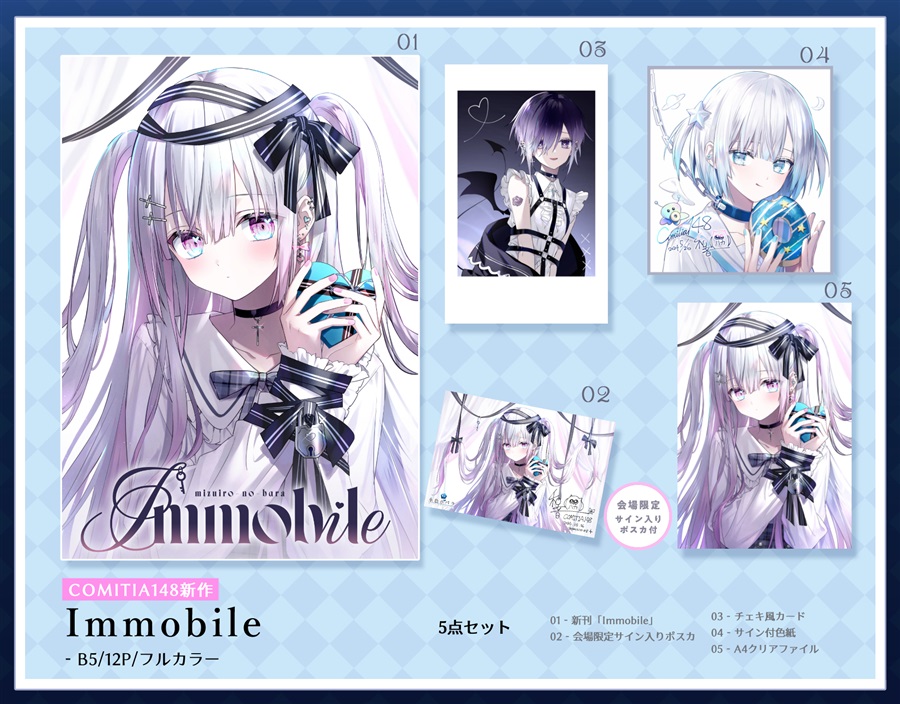 01
03
04
05
02
mizuiro no bara
Immobile
会場限定
サイン入り
ポスカ付
COMITIA148新作
Immobile
- B5/12P/フルカラー
5点セット
01 - 新刊「Immobile」
02 - 会場限定サイン入りポスカ
03 - チェキ風カード
04 - サイン付色紙
05 - A4クリアファイル